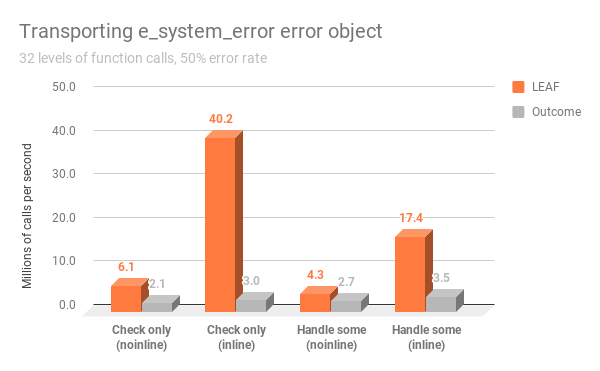 Transporting e_system_error error object
32 levels of function calls, 50% error rate
LEAF
Outcome
Millions of calls per second
50.0
40.0
30.0
20.0
10.0
0.0
6.1
2.1
40.2
3.0
4.3
2.7
17.4
3.5
Check only
(noinline)
Check only
(inline)
Handle some
(noinline)
Handle some
(inline)